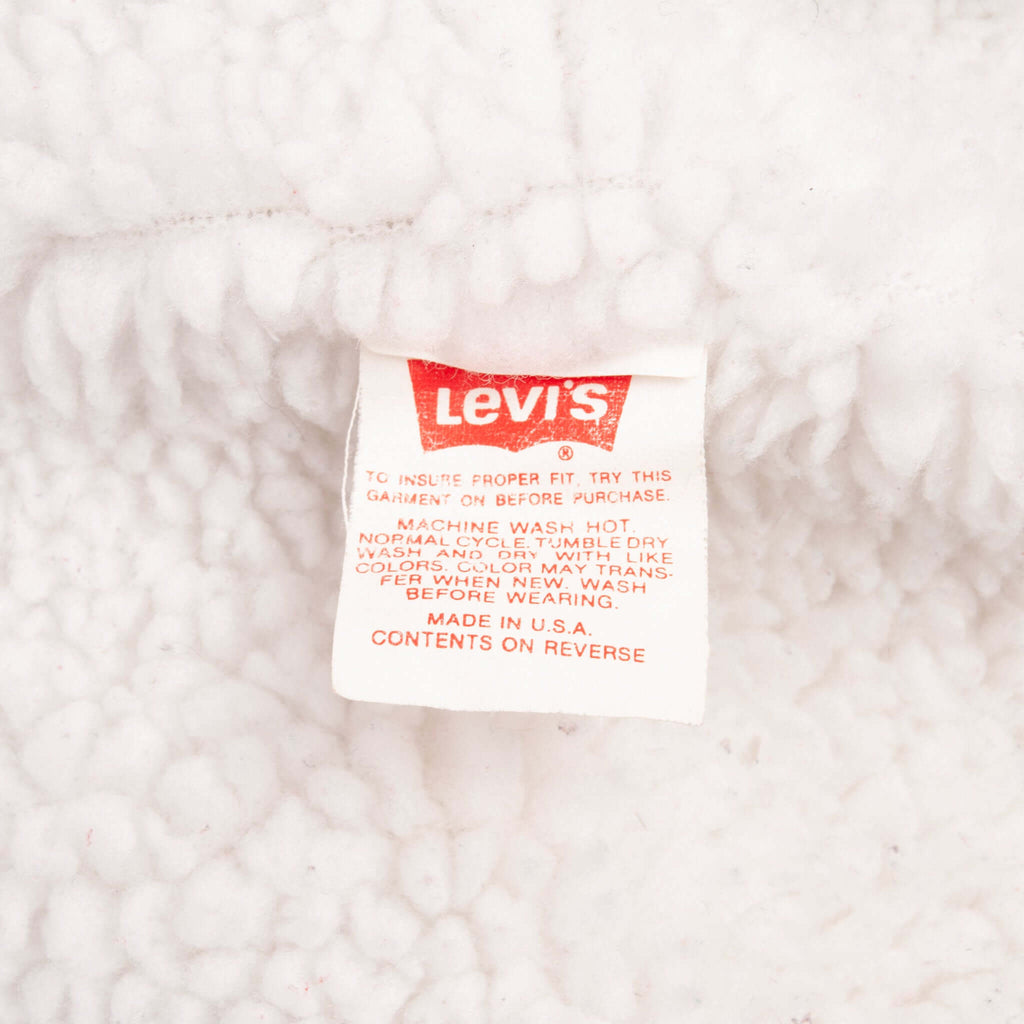 Levi's
®
TO INSURE PROPER FIT, TRY THIS
GARMENT ON BEFORE PURCHASE.
MACHINE WASH HOT.
NORMAL CYCLE. TUMBLE DRY
WASH AND DRY WITH LIKE
COLORS. COLOR MAY TRANS-
FER WHEN NEW. WASH
BEFORE WEARING.
MADE IN U.S.A.
CONTENTS ON REVERSE